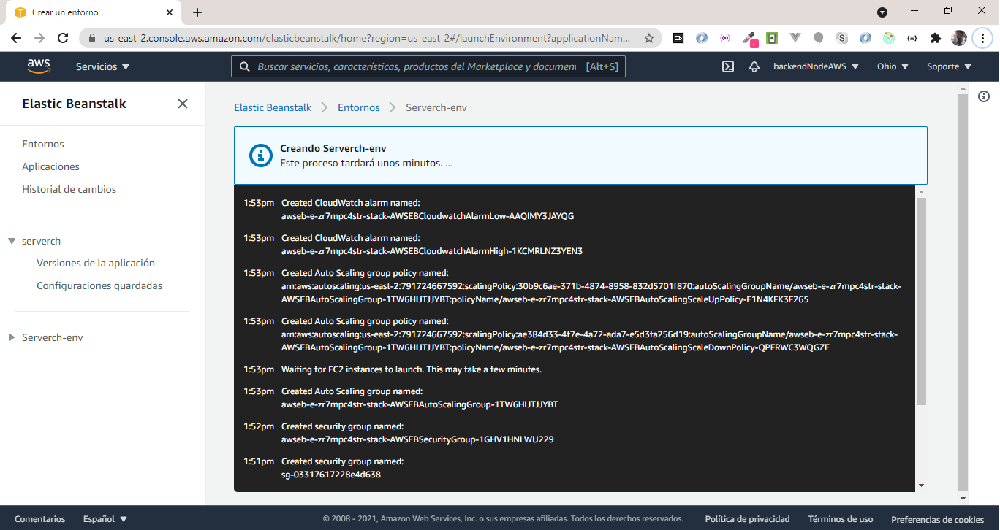 Crear un entorno
us-east-2.console.aws.amazon.com/elasticbeanstalk/home?region=us-east-2#/launchEnvironment?applicationNam...
aws
Servicios
Buscar servicios, características, productos del Marketplace y documen
[Alt+S]
backendNodeAWS
Ohio
Soporte
Elastic Beanstalk
Entornos
Aplicaciones
Historial de cambios
serverch
Versiones de la aplicación
Configuraciones guardadas
Serverch-env
Elastic Beanstalk
Entornos
Serverch-env
Creando Serverch-env
Este proceso tardará unos minutos. ...
1:53pm Created CloudWatch alarm named:
awseb-e-zr7mpc4str-stack-AWSEBCloudwatchAlarmLow-AAQIMY3JAYQG
1:53pm Created CloudWatch alarm named:
awseb-e-zr7mpc4str-stack-AWSEBCloudwatchAlarmHigh-1KCMRLNZ3YEN3
1:53pm Created Auto Scaling group policy named:
arn:aws:autoscaling:us-east-2:791724667592:scalingPolicy:30b9c6ae-371b-4874-8958-832d5701f870:autoScalingGroupName/awseb-e-zr7mpc4str-stack-
AWSEBAutoScalingGroup-1TW6HIJTJJYBT:policyName/awseb-e-zr7mpc4str-stack-AWSEBAutoScalingScaleUpPolicy-E1N4KFK3F265
1:53pm Created Auto Scaling group policy named:
arn:aws:autoscaling:us-east-2:791724667592:scalingPolicy:ae384d33-4f7e-4a72-ada7-e5d3fa256d19:autoScalingGroupName/awseb-e-zr7mpc4str-stack-
AWSEBAutoScalingGroup-1TW6HIJTJJYBT:policyName/awseb-e-zr7mpc4str-stack-AWSEBAutoScalingScaleDownPolicy-QPFRWC3WQGZE
1:53pm Waiting for EC2 instances to launch. This may take a few minutes.
1:53pm Created Auto Scaling group named:
awseb-e-zr7mpc4str-stack-AWSEBAutoScalingGroup-1TW6HIJTJJYBT
1:52pm Created security group named:
awseb-e-zr7mpc4str-stack-AWSEBSecurityGroup-1GHV1HNLWU229
1:51pm Created security group named:
sg-03317617228e4d638
Comentarios
Español
© 2008 - 2021, Amazon Web Services, Inc. o sus empresas afiliadas. Todos los derechos reservados.
Política de privacidad
Términos de uso
Preferencias de cookies